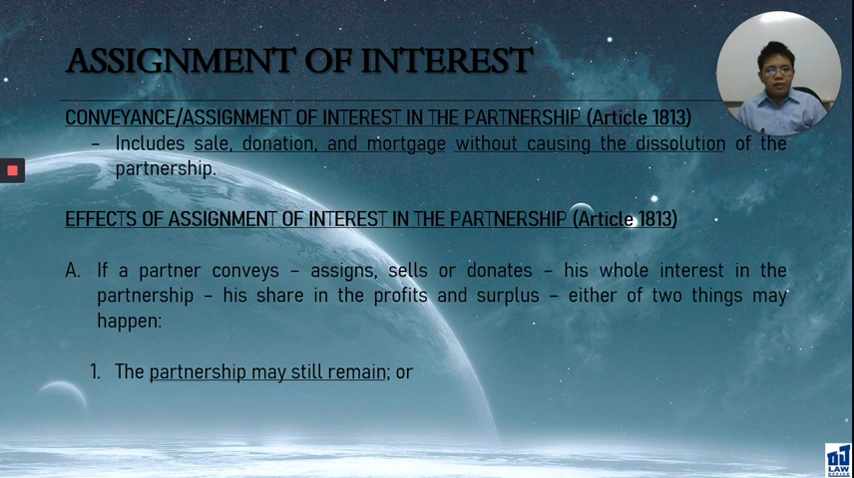 ASSIGNMENT OF INTEREST
CONVEYANCE/ASSIGNMENT OF INTEREST IN THE PARTNERSHIP (Article 1813)
– Includes sale, donation, and mortgage without causing the dissolution of the
partnership.
EFFECTS OF ASSIGNMENT OF INTEREST IN THE PARTNERSHIP (Article 1813)
A. If a partner conveys – assigns, sells or donates – his whole interest in the
partnership – his share in the profits and surplus – either of two things may
happen:
1. The partnership may still remain; or
LAW
OFFICE